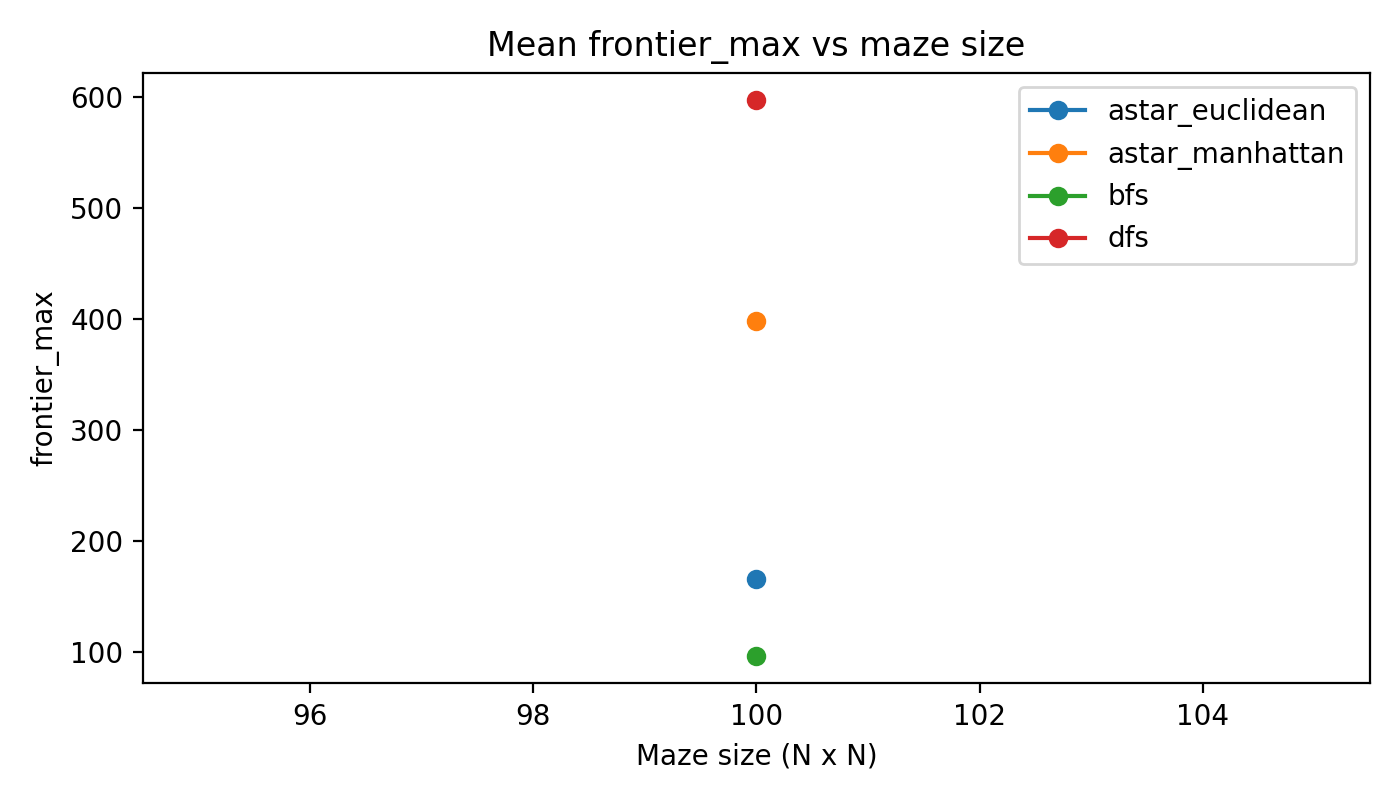 Mean frontier_max vs maze size
600
500
400
300
200
100
frontier_max
astar_euclidean
astar_manhattan
bfs
dfs
96 98 100 102 104
Maze size (N x N)